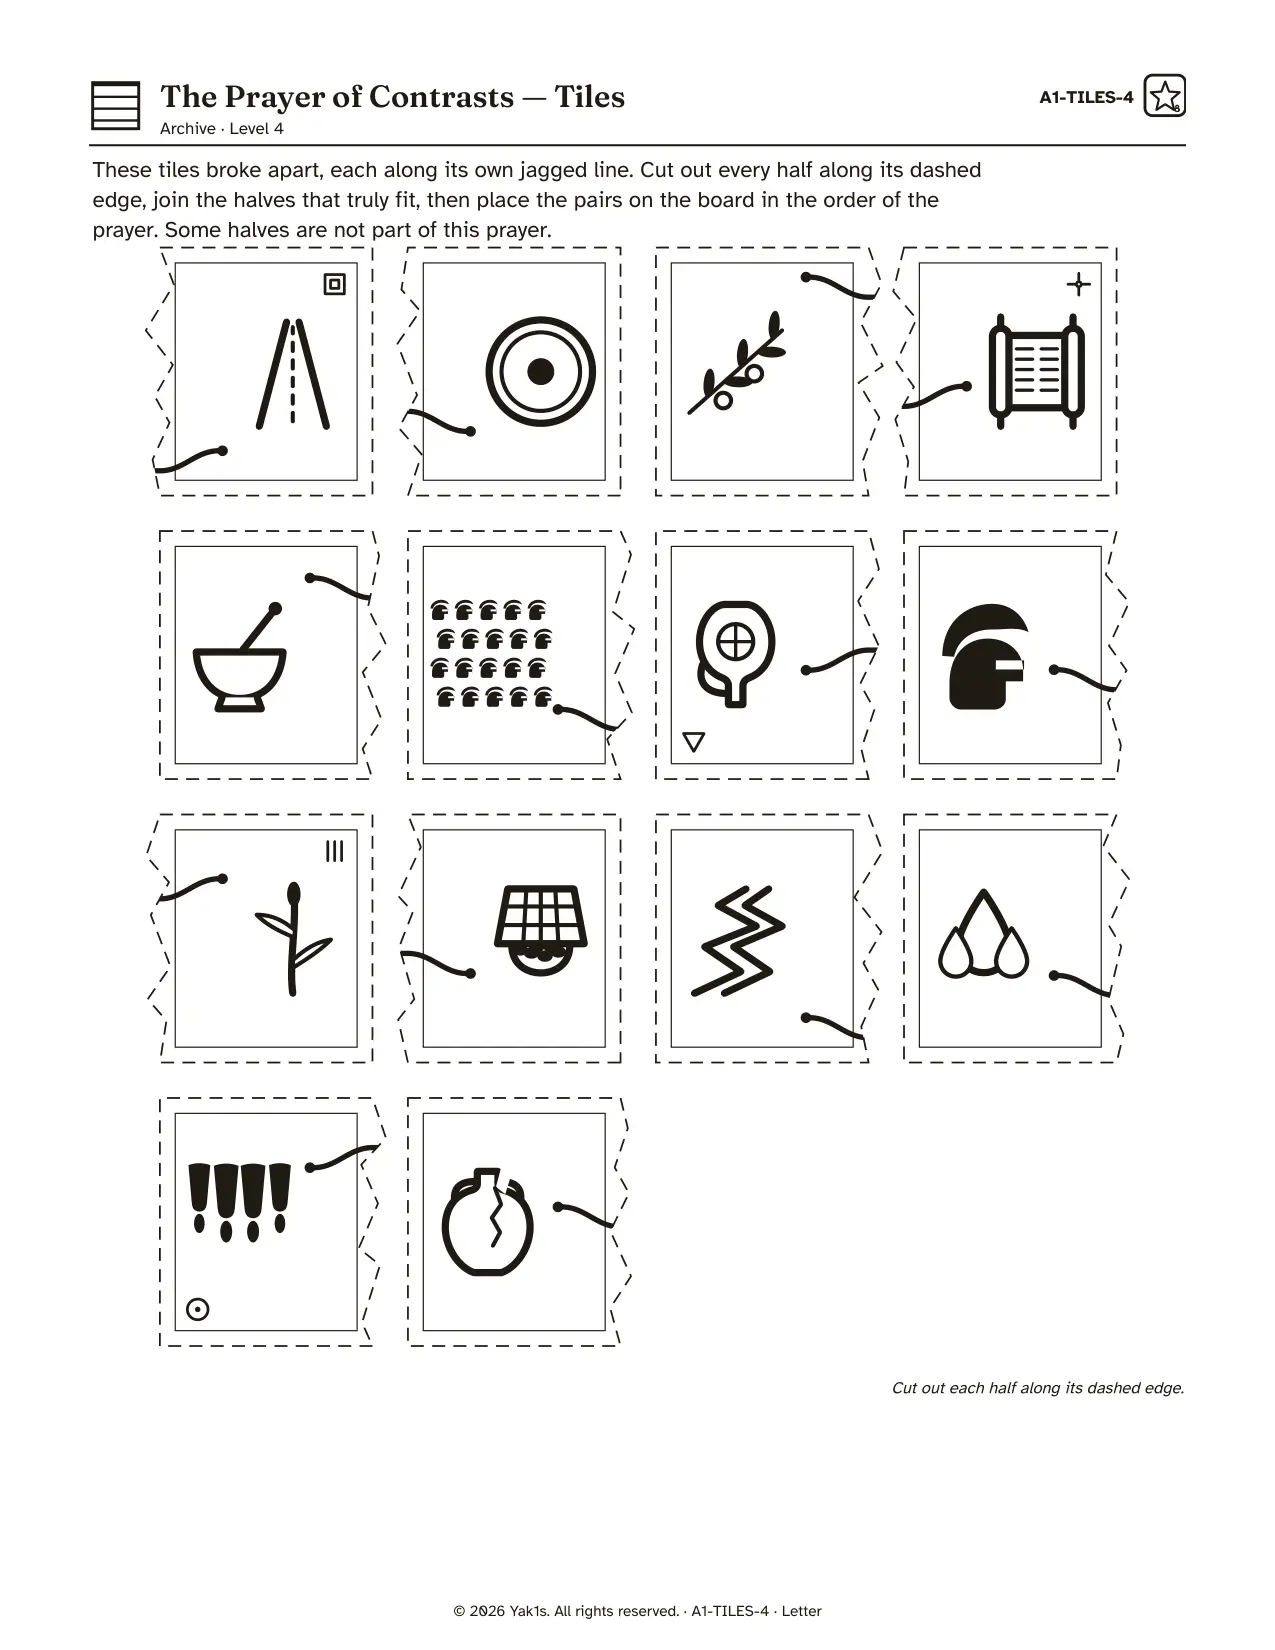 The Prayer of Contrasts — Tiles
Archive · Level 4
A1-TILES-4
These tiles broke apart, each along its own jagged line. Cut out every half along its dashed
edge, join the halves that truly fit, then place the pairs on the board in the order of the
prayer. Some halves are not part of this prayer.
Cut out each half along its dashed edge.
© 2026 Yak1s. All rights reserved. · A1-TILES-4 · Letter